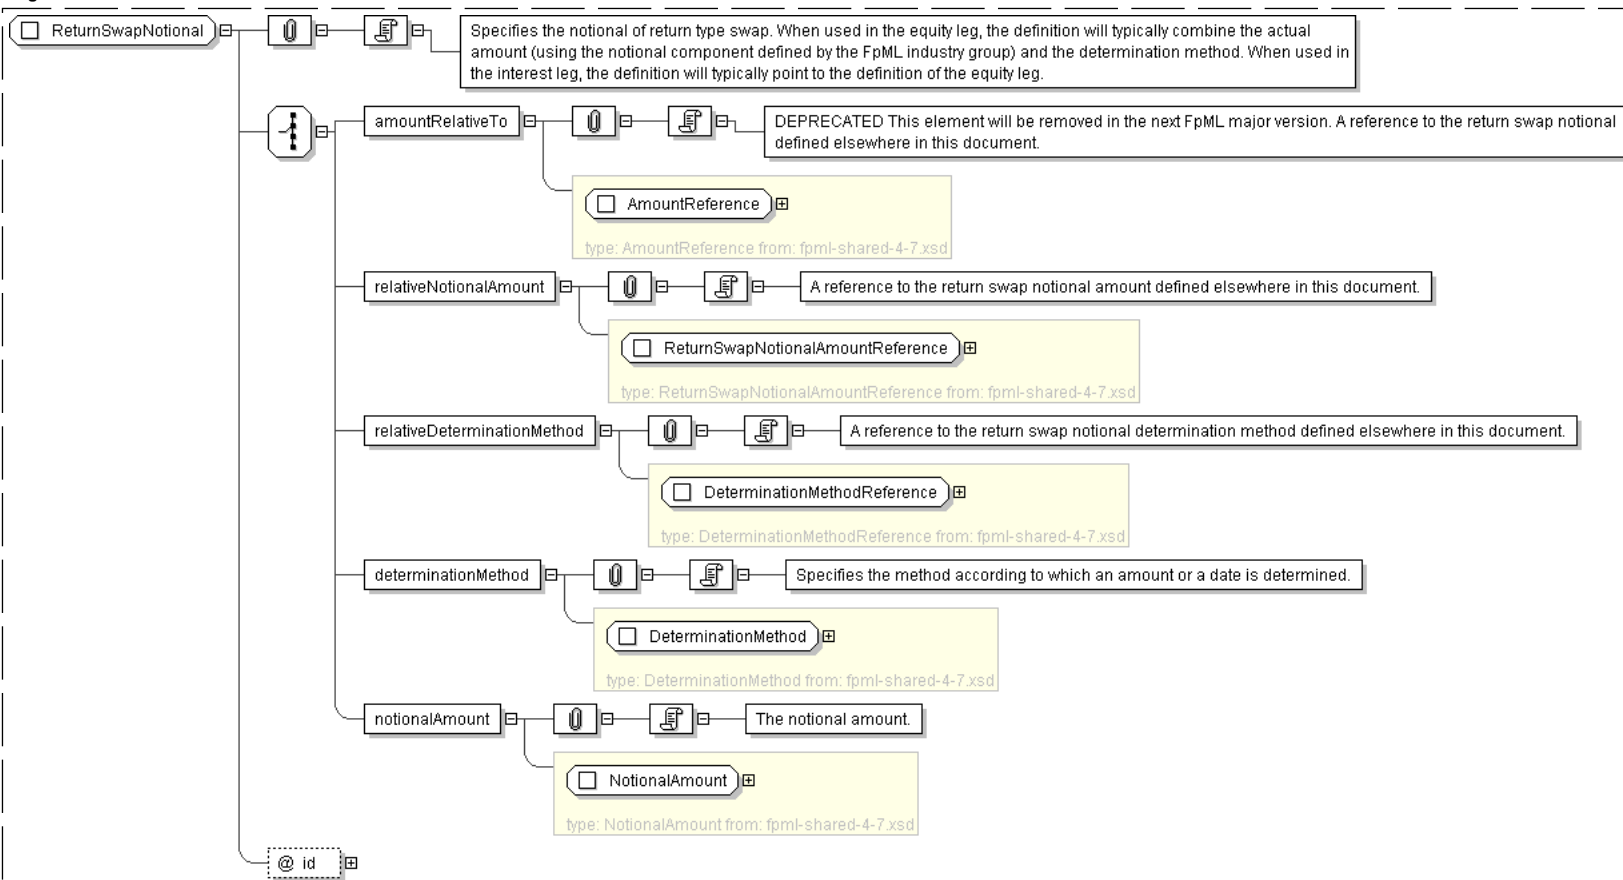 ReturnSwapNotional
Specifies the notional of return type swap. When used in the equity leg, the definition will typically combine the actual
amount (using the notional component defined by the FpML industry group) and the determination method. When used in
the interest leg, the definition will typically point to the definition of the equity leg.
amountRelativeTo
DEPRECATED This element will be removed in the next FpML major version. A reference to the return swap notional
defined elsewhere in this document.
AmountReference
type: AmountReference from: fpml-shared-4-7.xsd
relativeNotionalAmount
A reference to the return swap notional amount defined elsewhere in this document.
ReturnSwapNotionalAmountReference
type: ReturnSwapNotionalAmountReference from: fpml-shared-4-7.xsd
relativeDeterminationMethod
A reference to the return swap notional determination method defined elsewhere in this document.
DeterminationMethodReference
type: DeterminationMethodReference from: fpml-shared-4-7.xsd
determinationMethod
Specifies the method according to which an amount or a date is determined.
DeterminationMethod
type: DeterminationMethod from: fpml-shared-4-7.xsd
notionalAmount
The notional amount.
NotionalAmount
type: NotionalAmount from: fpml-shared-4-7.xsd
@ id